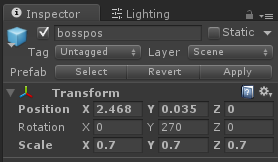 Inspector Lighting
bosspos Static
Tag Untagged Layer Scene
Prefab Select Revert Apply
Transform
Position X 2.468 Y 0.035 Z 0
Rotation X 0 Y 270 Z 0
Scale X 0.7 Y 0.7 Z 0.7